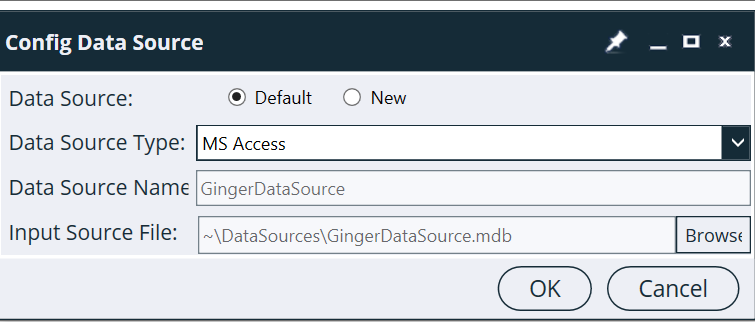 Config Data Source
Data Source: Default New
Data Source Type: MS Access
Data Source Name GingerDataSource
Input Source File: ~\DataSources\GingerDataSource.mdb Browse
OK Cancel